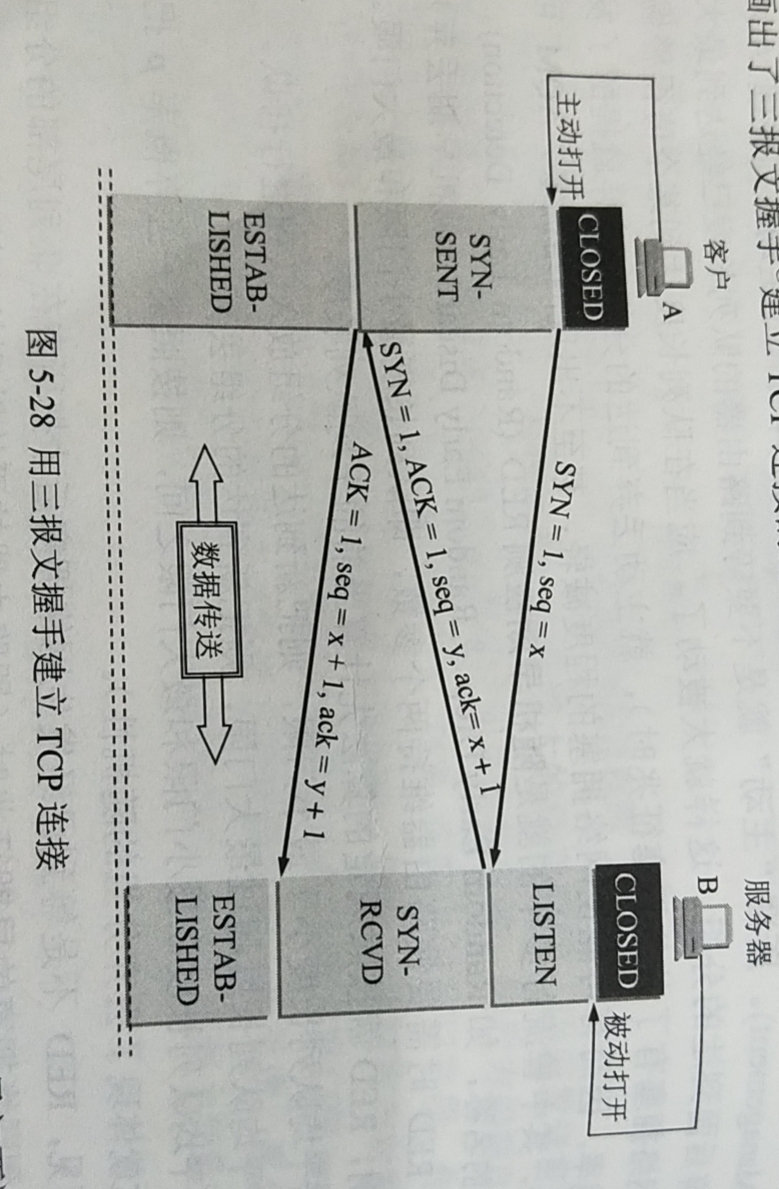 画出了三报文握手 建立 TCP 连接
客户
A
服务器
B
CLOSED
主动打开
CLOSED
被动打开
SYN = 1, seq = x
LISTEN
SYN-
SENT
SYN = 1, ACK = 1, seq = y, ack= x + 1
SYN-
RCVD
ACK = 1, seq = x + 1, ack = y + 1
ESTAB-
LISHED
数据传送
ESTAB-
LISHED
图 5-28 用三报文握手建立 TCP 连接